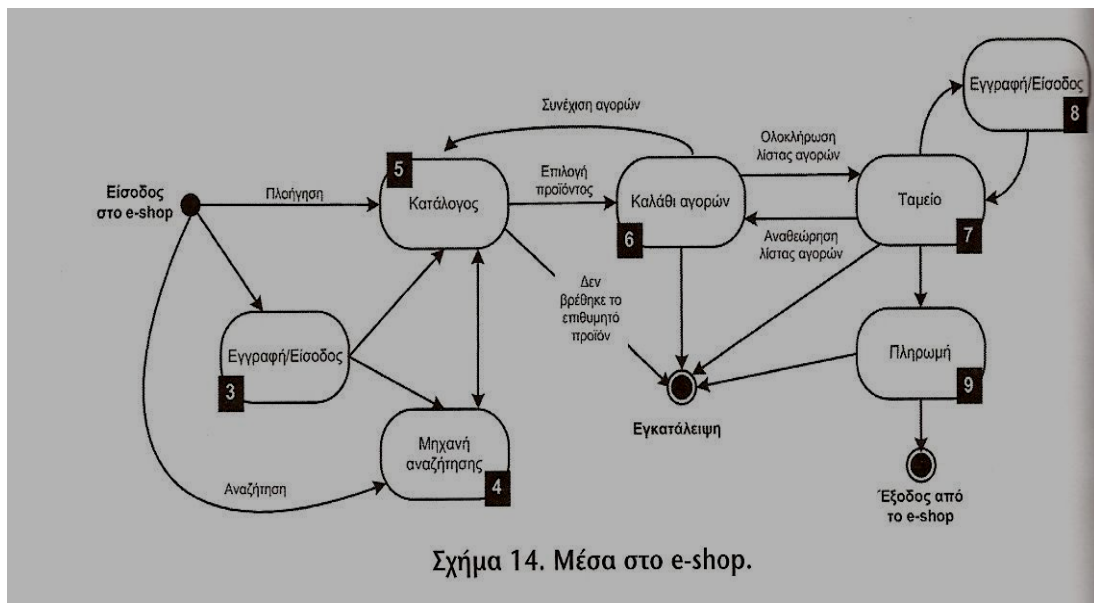 Εγγραφή/Είσοδος
8
Συνέχιση αγορών
Ολοκλήρωση
λίστας αγορών
5
Είσοδος
στο e-shop
Πλοήγηση
Κατάλογος
Επιλογή
προϊόντος
Καλάθι αγορών
6
Ταμείο
7
Αναθεώρηση
λίστας αγορών
Δεν
βρέθηκε το
επιθυμητό
προϊόν
Εγγραφή/Είσοδος
3
Πληρωμή
9
Εγκατάλειψη
Μηχανή
αναζήτησης
4
Αναζήτηση
Έξοδος από
το e-shop
Σχήμα 14. Μέσα στο e-shop.